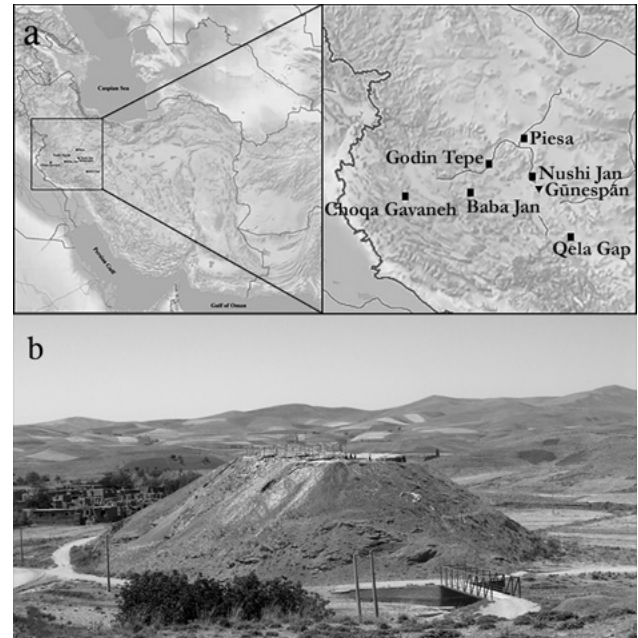 a
Caspian Sea
Persian Gulf
Gulf of Oman
Piesa
Godin Tepe
Nushi Jan
Gūnespān
Choqa Gavaneh
Baba Jan
Qela Gap
b